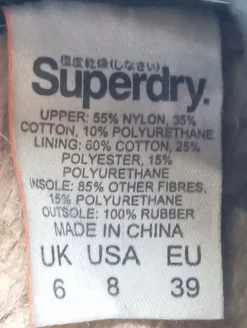 極度乾燥(しなさい)
Superdry.
UPPER: 55% NYLON, 35%
COTTON, 10% POLYURETHANE
LINING: 60% COTTON, 25%
POLYESTER, 15%
POLYURETHANE
INSOLE: 85% OTHER FIBRES,
15% POLYURETHANE
OUTSOLE: 100% RUBBER
MADE IN CHINA
UK USA EU
6 8 39